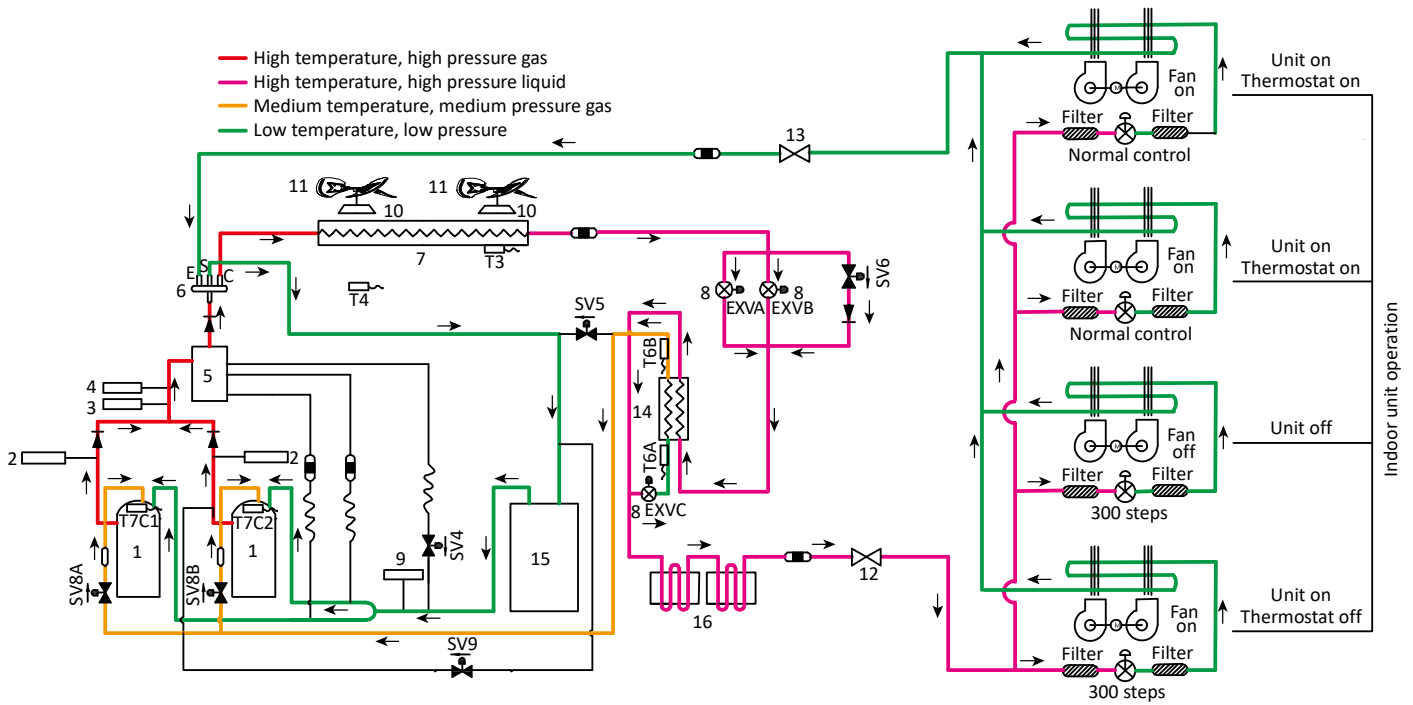 High temperature, high pressure gas
High temperature, high pressure liquid
Medium temperature, medium pressure gas
Low temperature, low pressure
13
11
10
11
10
7
T3
T4
E
S
C
6
5
4
3
2
2
T7C1
T7C2
1
1
SV8A
SV8B
SV9
9
SV4
15
SV5
T6B
14
T6A
8
EXVC
8
EXVA
8
EXVB
SV6
16
12
Fan
on
Filter
Filter
M
Normal control
Unit on
Thermostat on
Fan
on
Filter
Filter
M
Normal control
Unit on
Thermostat on
Fan
off
Filter
Filter
M
300 steps
Unit off
Fan
on
Filter
Filter
M
300 steps
Unit on
Thermostat off
Indoor unit operation